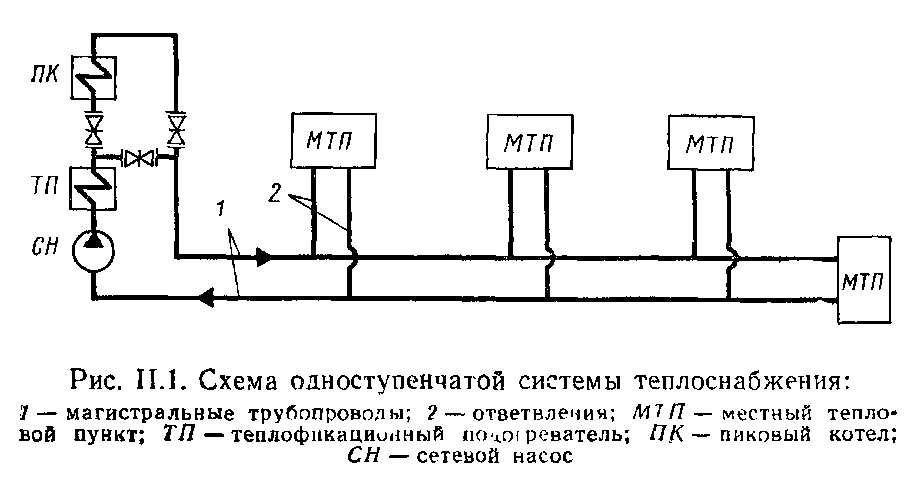 ПК
МТП
МТП
МТП
ТП
1
2
СН
МТП
Рис. II.1. Схема одноступенчатой системы теплоснабжения:
1 — магистральные трубопроводы; 2 — ответвления; МТП — местный тепло-
вой пункт; ТП — теплофикационный подогреватель; ПК — пиковый котел;
СН — сетевой насос